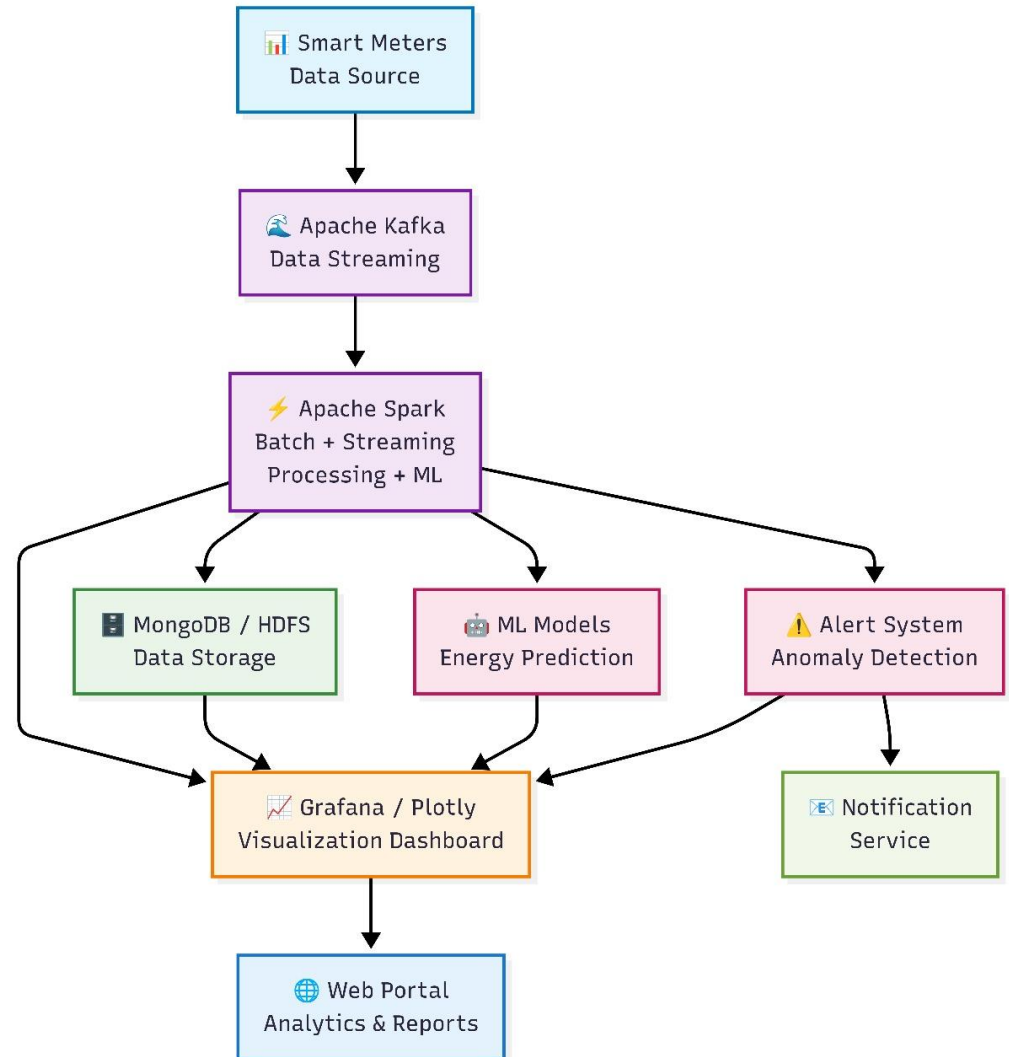 📊 Smart Meters
Data Source
🌊 Apache Kafka
Data Streaming
⚡ Apache Spark
Batch + Streaming
Processing + ML
🗄️ MongoDB / HDFS
Data Storage
🤖 ML Models
Energy Prediction
⚠️ Alert System
Anomaly Detection
📈 Grafana / Plotly
Visualization Dashboard
📧 Notification
Service
🌐 Web Portal
Analytics & Reports